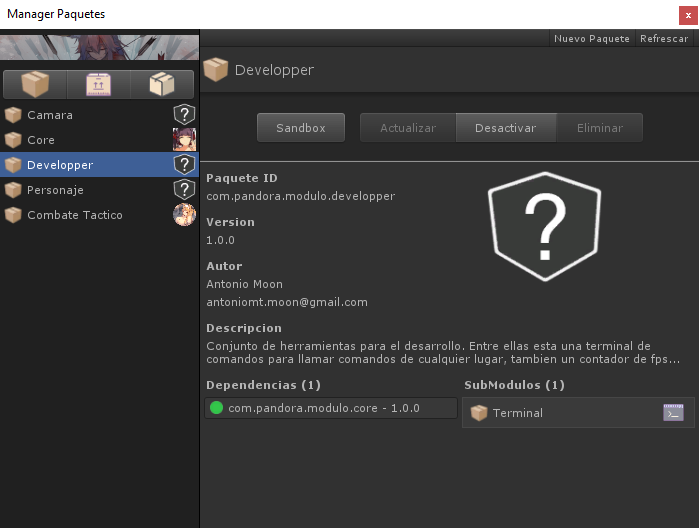 Manager Paquetes
x
Nuevo Paquete Refrescar
Developper
Camara
Core
Developper
Personaje
Combate Tactico
Sandbox Actualizar Desactivar Eliminar
Paquete ID
com.pandora.modulo.developper
Version
1.0.0
Autor
Antonio Moon
antoniomt.moon@gmail.com
Descripcion
Conjunto de herramientas para el desarrollo. Entre ellas esta una terminal de
comandos para llamar comandos de cualquier lugar, tambien un contador de fps...
Dependencias (1)
com.pandora.modulo.core - 1.0.0
SubModulos (1)
Terminal